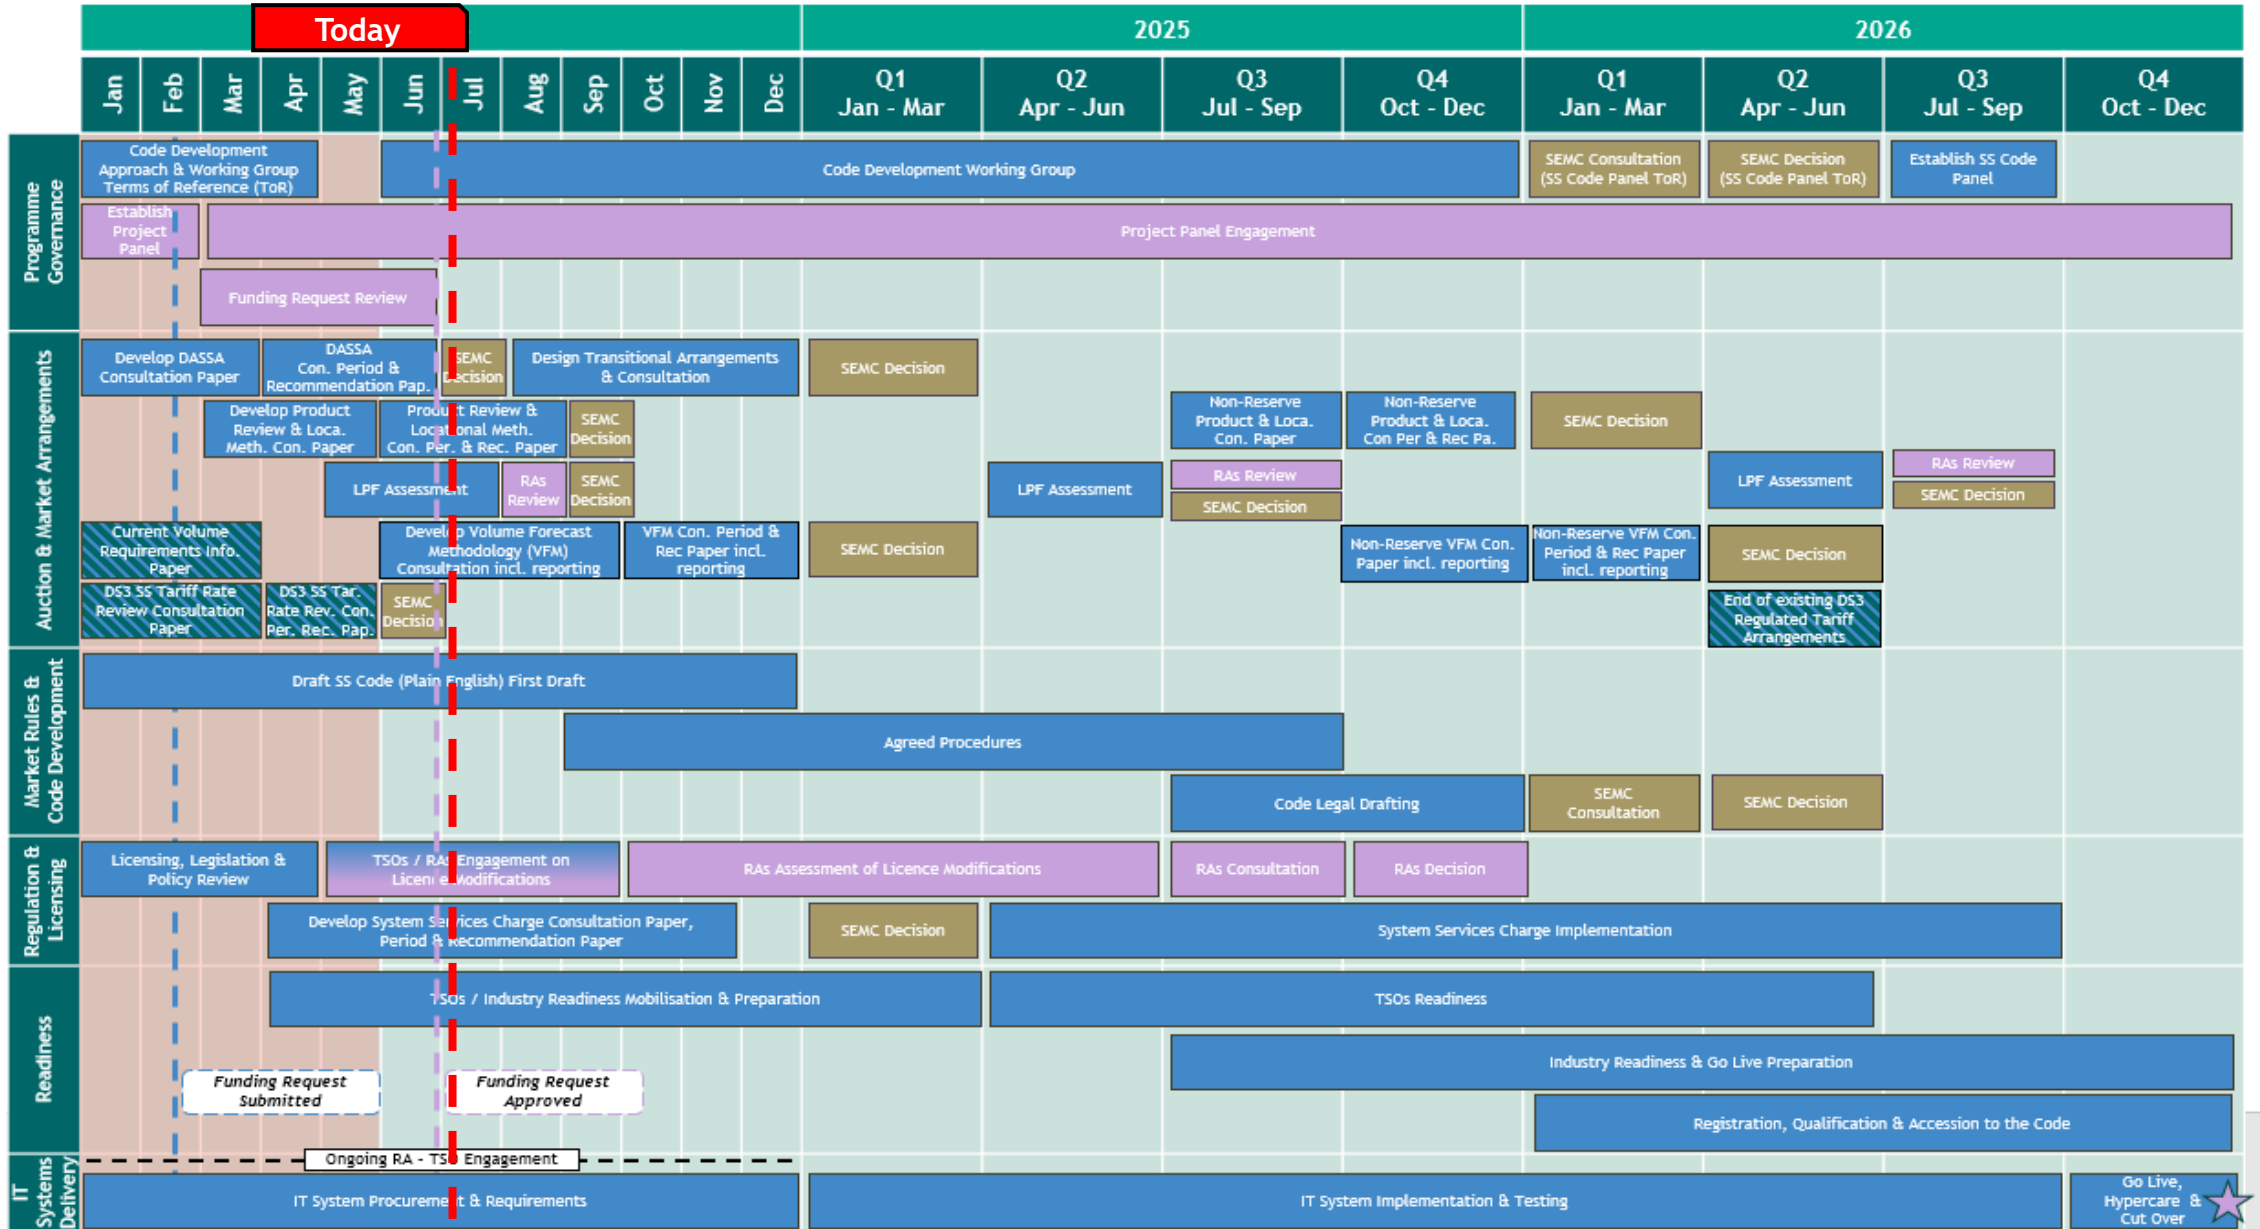 Today
2025
2026
Jan
Feb
Mar
Apr
May
Jun
Jul
Aug
Sep
Oct
Nov
Dec
Q1
Jan - Mar
Q2
Apr - Jun
Q3
Jul - Sep
Q4
Oct - Dec
Q1
Jan - Mar
Q2
Apr - Jun
Q3
Jul - Sep
Q4
Oct - Dec
Programme
Governance
Code Development
Approach & Working Group
Terms of Reference (ToR)
Code Development Working Group
SEMC Consultation
(SS Code Panel ToR)
SEMC Decision
(SS Code Panel ToR)
Establish SS Code
Panel
Establish
Project
Panel
Project Panel Engagement
Funding Request Review
Auction & Market Arrangements
Develop DASSA
Consultation Paper
DASSA
Con. Period &
Recommendation Pap.
SEMC
Decision
Design Transitional Arrangements
& Consultation
SEMC Decision
Develop Product
Review & Loca.
Meth. Con. Paper
Product Review &
Locational Meth.
Con. Per. & Rec. Paper
SEMC
Decision
Non-Reserve
Product & Loca.
Con. Paper
Non-Reserve
Product & Loca.
Con Per & Rec Pa.
SEMC Decision
LPF Assessment
RAs
Review
SEMC
Decision
LPF Assessment
RAs Review
SEMC Decision
LPF Assessment
RAs Review
SEMC Decision
Current Volume
Requirements Info.
Paper
Develop Volume Forecast
Methodology (VFM)
Consultation incl. reporting
VFM Con. Period &
Rec Paper incl.
reporting
SEMC Decision
Non-Reserve VFM Con.
Paper incl. reporting
Non-Reserve VFM Con.
Period & Rec Paper
incl. reporting
SEMC Decision
DS3 SS Tariff Rate
Review Consultation
Paper
DS3 SS Tar.
Rate Rev. Con.
Per. Rec. Pap.
SEMC
Decision
End of existing DS3
Regulated Tariff
Arrangements
Market Rules &
Code Development
Draft SS Code (Plain English) First Draft
Agreed Procedures
Code Legal Drafting
SEMC
Consultation
SEMC Decision
Regulation &
Licensing
Licensing, Legislation &
Policy Review
TSOs / RAs Engagement on
Licence Modifications
RAs Assessment of Licence Modifications
RAs Consultation
RAs Decision
Develop System Services Charge Consultation Paper,
Period & Recommendation Paper
SEMC Decision
System Services Charge Implementation
Readiness
TSOs / Industry Readiness Mobilisation & Preparation
TSOs Readiness
Industry Readiness & Go Live Preparation
Funding Request
Submitted
Funding Request
Approved
Registration, Qualification & Accession to the Code
IT
Systems
Delivery
Ongoing RA - TSO Engagement
IT System Procurement & Requirements
IT System Implementation & Testing
Go Live,
Hypercare &
Cut Over